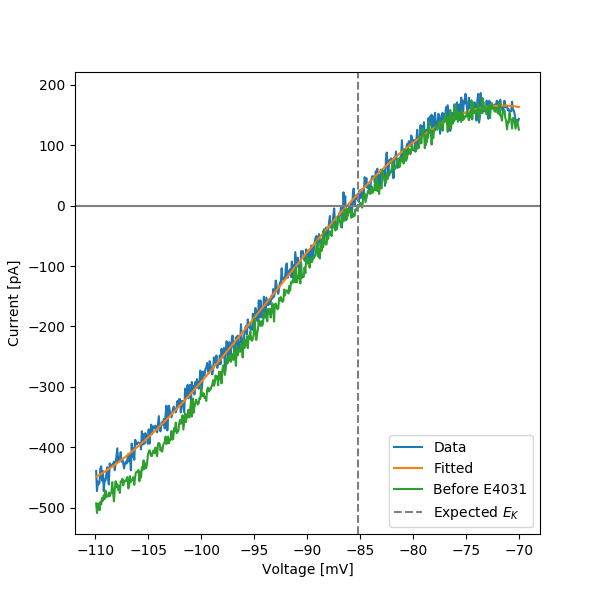 200
100
0
−100
−200
−300
−400
−500
Current [pA]
Data
Fitted
Before E4031
Expected E_K
−110 −105 −100 −95 −90 −85 −80 −75 −70
Voltage [mV]